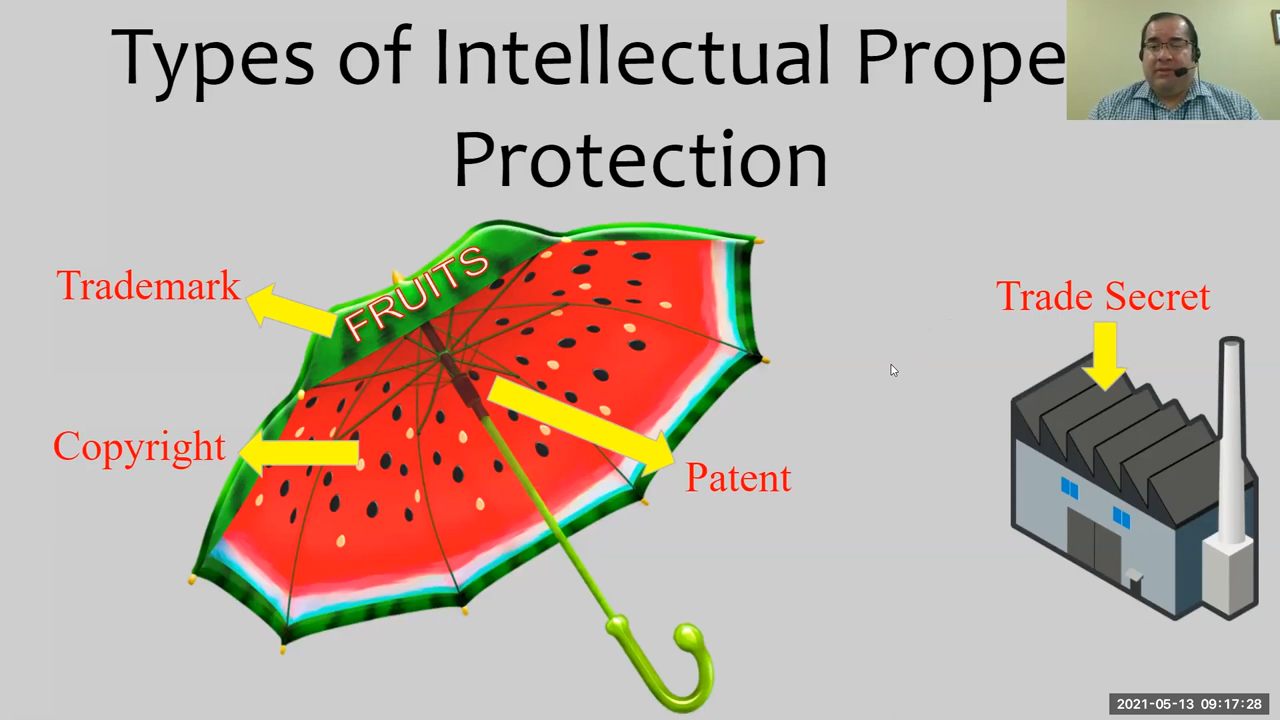 Types of Intellectual Prope
Protection
FRUITS
Trademark
Trade Secret
Copyright
Patent
2021-05-13 09:17:28